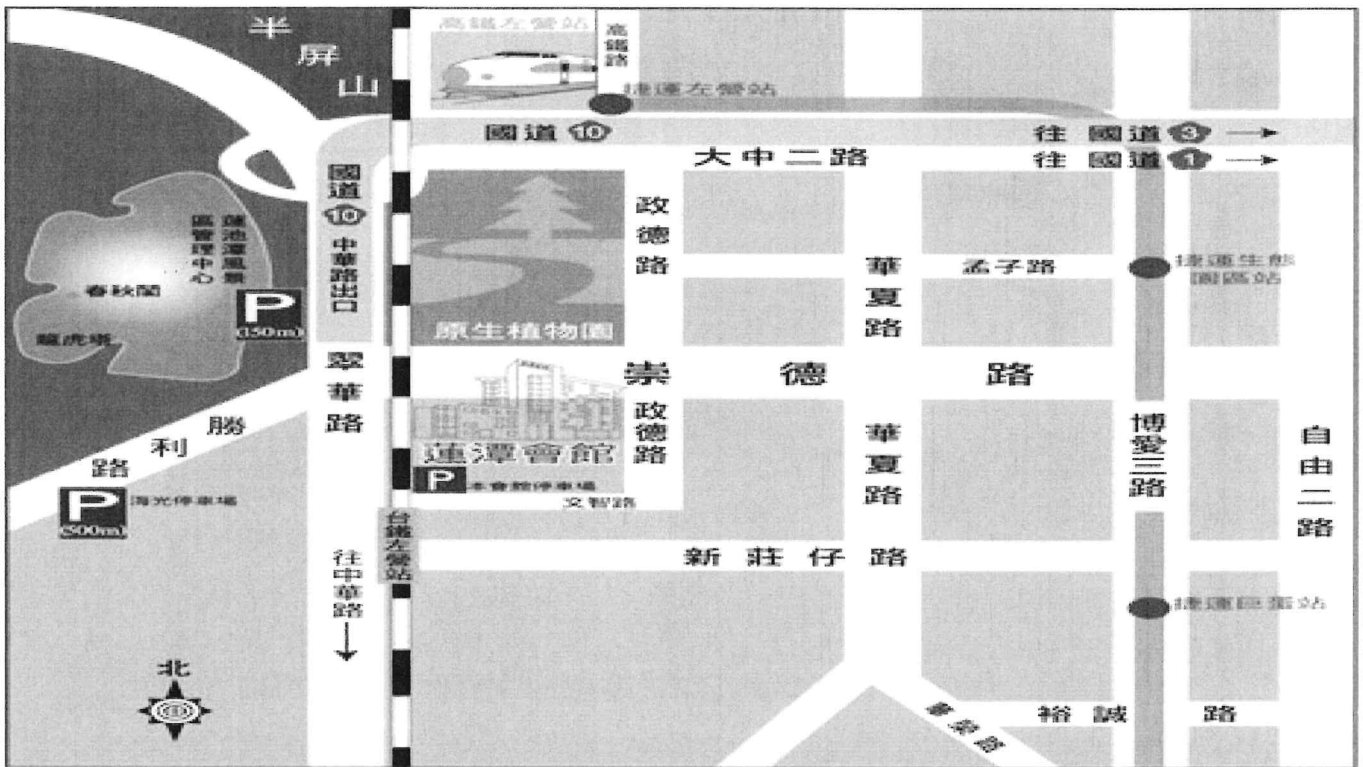 半屏山
高鐵左營站
高鐵路
捷運左營站
國道 10
往 國道 3
大中二路
往 國道 1
國道 10 中華路出口
政德路
蓮池潭風景
區管理中心
春秋閣
龍虎塔
P
(150m)
華夏路
孟子路
捷運生態
園區站
原生植物園
翠華路
崇德路
勝利路
政德路
蓮潭會館
P 本會館停車場
文智路
華夏路
博愛三路
自由二路
P 海光停車場
(500m)
台鐵左營站
新莊仔路
往中華路
捷運巨蛋站
北
裕誠路
華榮路